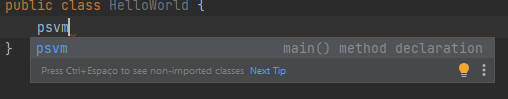 public class HelloWorld {
psvm
}
psvm main() method declaration
Press Ctrl+Espaço to see non-imported classes Next Tip